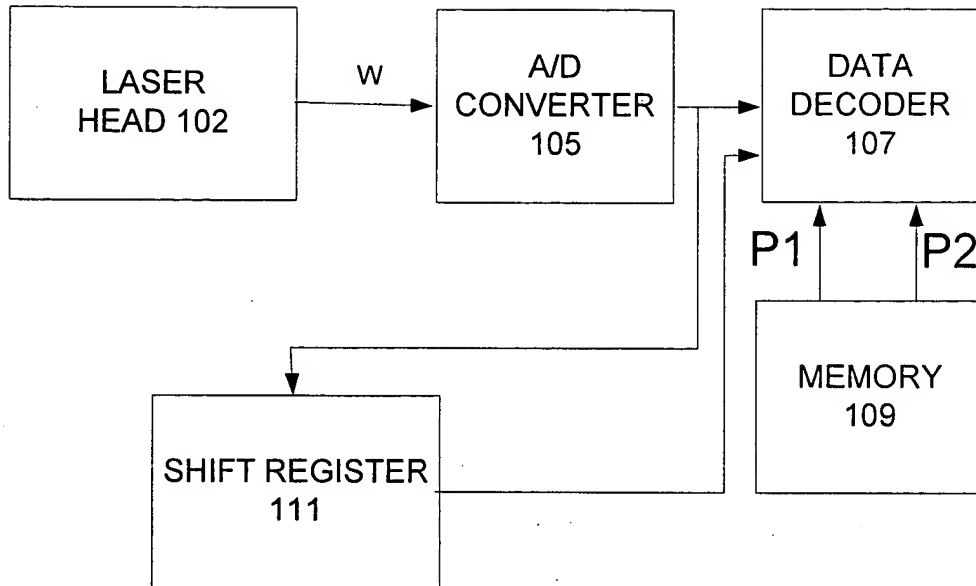 LASER
HEAD 102
W
A/D
CONVERTER
105
DATA
DECODER
107
P1
P2
MEMORY
109
SHIFT REGISTER
111